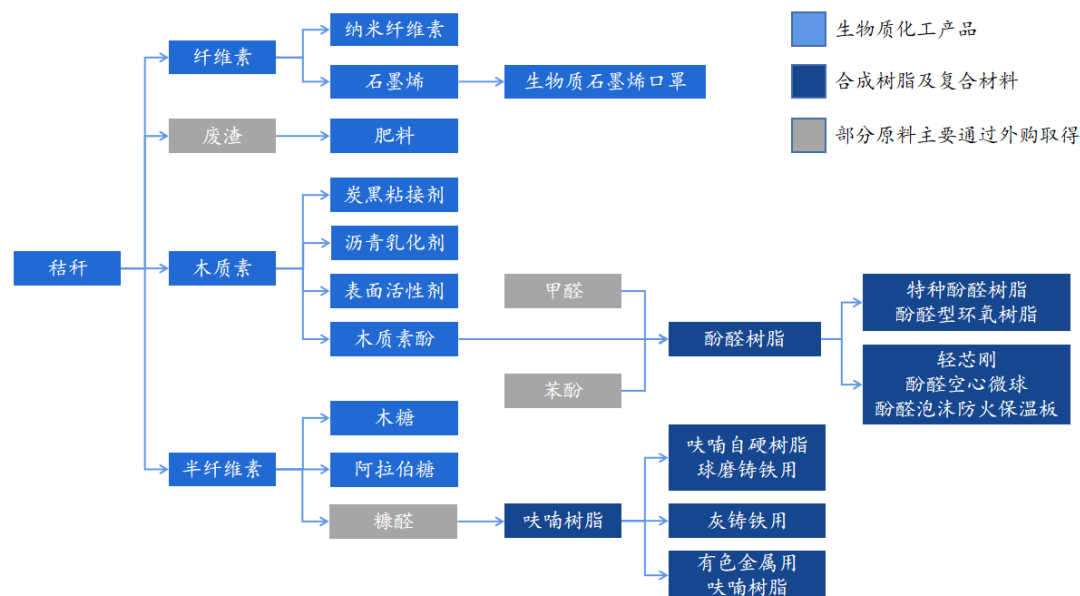 纳米纤维素
生物质化工产品
纤维素
石墨烯
生物质石墨烯口罩
合成树脂及复合材料
废渣
肥料
部分原料主要通过外购取得
炭黑粘接剂
沥青乳化剂
秸秆
木质素
表面活性剂
甲醛
特种酚醛树脂
酚醛型环氧树脂
木质素酚
酚醛树脂
轻芯刚
酚醛空心微球
酚醛泡沫防火保温板
苯酚
木糖
呋喃自硬树脂
球磨铸铁用
半纤维素
阿拉伯糖
糠醛
呋喃树脂
灰铸铁用
有色金属用
呋喃树脂